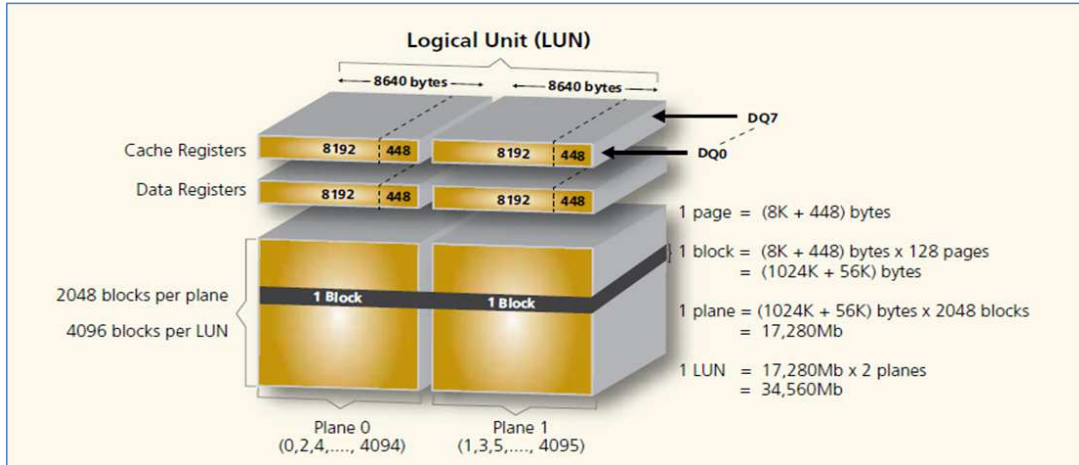 Logical Unit (LUN)
8640 bytes 8640 bytes
DQ7
Cache Registers 8192 448 8192 448 DQ0
Data Registers 8192 448 8192 448
1 page = (8K + 448) bytes
1 block = (8K + 448) bytes x 128 pages
= (1024K + 56K) bytes
2048 blocks per plane
4096 blocks per LUN
1 Block 1 Block
1 plane = (1024K + 56K) bytes x 2048 blocks
= 17,280Mb
1 LUN = 17,280Mb x 2 planes
= 34,560Mb
Plane 0 Plane 1
(0,2,4,...., 4094) (1,3,5,...., 4095)